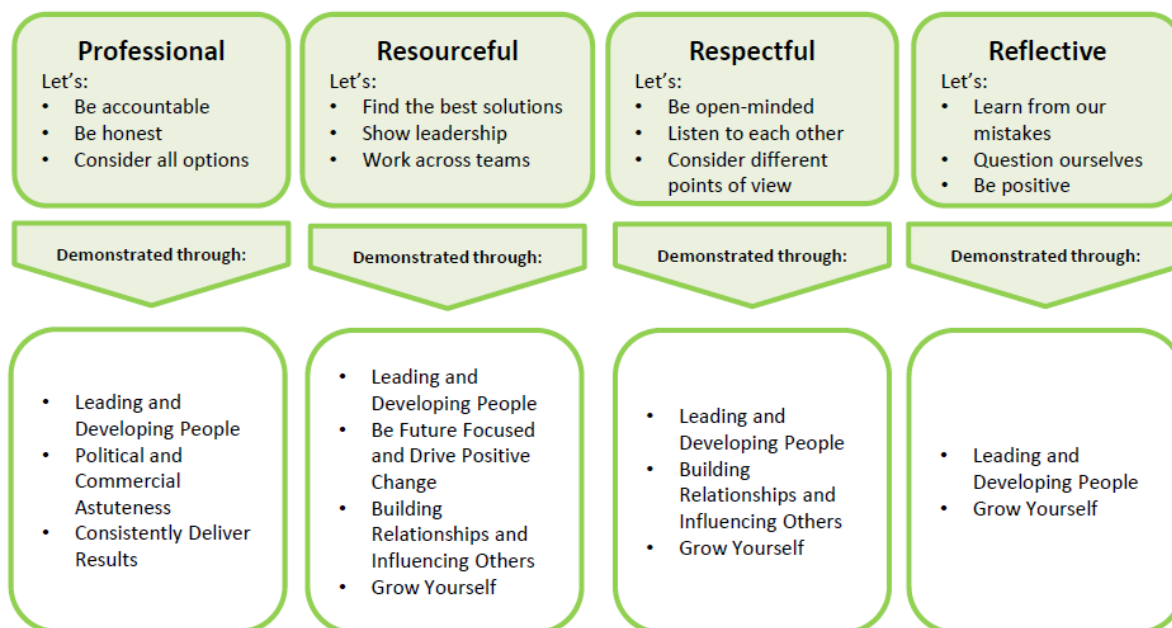 Professional
Let's:
• Be accountable
• Be honest
• Consider all options
Resourceful
Let's:
• Find the best solutions
• Show leadership
• Work across teams
Respectful
Let's:
• Be open-minded
• Listen to each other
• Consider different
points of view
Reflective
Let's:
• Learn from our
mistakes
• Question ourselves
• Be positive
Demonstrated through:
Demonstrated through:
Demonstrated through:
Demonstrated through:
• Leading and
Developing People
• Political and
Commercial
Astuteness
• Consistently Deliver
Results
• Leading and
Developing People
• Be Future Focused
and Drive Positive
Change
• Building
Relationships and
Influencing Others
• Grow Yourself
• Leading and
Developing People
• Building
Relationships and
Influencing Others
• Grow Yourself
• Leading and
Developing People
• Grow Yourself